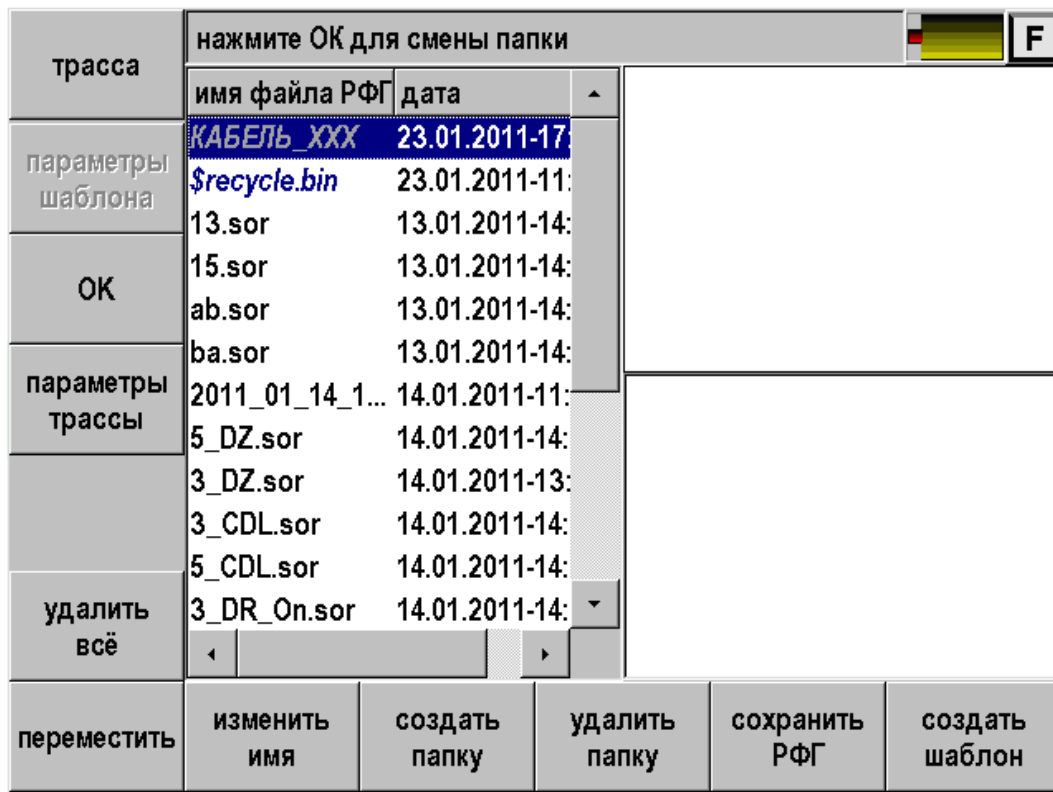 трасса
нажмите ОК для смены папки
F
параметры
шаблона
ОК
параметры
трассы
удалить
всё
переместить
имя файла РФГ дата
КАБЕЛЬ_XXX 23.01.2011-17:
$recycle.bin 23.01.2011-11:
13.sor 13.01.2011-14:
15.sor 13.01.2011-14:
ab.sor 13.01.2011-14:
ba.sor 13.01.2011-14:
2011_01_14_1... 14.01.2011-11:
5_DZ.sor 14.01.2011-14:
3_DZ.sor 14.01.2011-13:
3_CDL.sor 14.01.2011-14:
5_CDL.sor 14.01.2011-14:
3_DR_On.sor 14.01.2011-14:
изменить
имя
создать
папку
удалить
папку
сохранить
РФГ
создать
шаблон